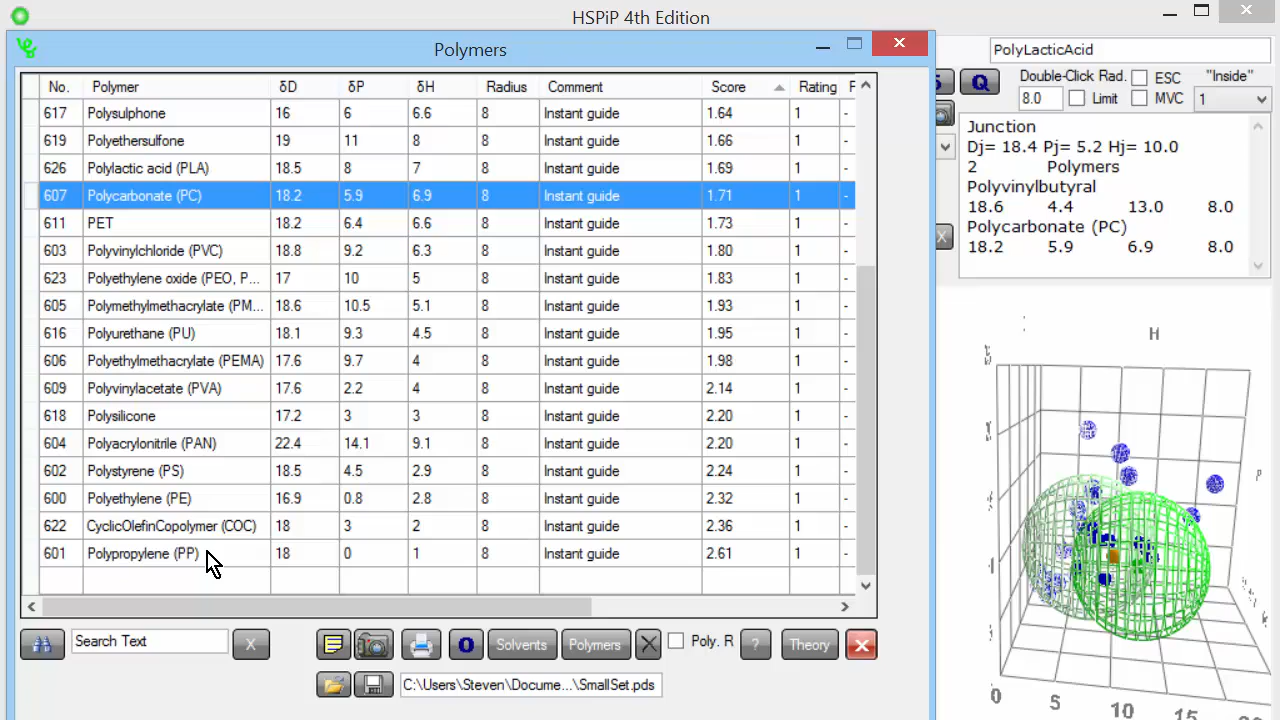 HSPiP 4th Edition
Polymers
No. Polymer δD δP δH Radius Comment Score Rating F
617 Polysulphone 16 6 6.6 8 Instant guide 1.64 1 -
619 Polyethersulfone 19 11 8 8 Instant guide 1.66 1 -
626 Polylactic acid (PLA) 18.5 8 7 8 Instant guide 1.69 1 -
607 Polycarbonate (PC) 18.2 5.9 6.9 8 Instant guide 1.71 1 -
611 PET 18.2 6.4 6.6 8 Instant guide 1.73 1 -
603 Polyvinylchloride (PVC) 18.8 9.2 6.3 8 Instant guide 1.80 1 -
623 Polyethylene oxide (PEO, P... 17 10 5 8 Instant guide 1.83 1 -
605 Polymethylmethacrylate (PM... 18.6 10.5 5.1 8 Instant guide 1.93 1 -
616 Polyurethane (PU) 18.1 9.3 4.5 8 Instant guide 1.95 1 -
606 Polyethylmethacrylate (PEMA) 17.6 9.7 4 8 Instant guide 1.98 1 -
609 Polyvinylacetate (PVA) 17.6 2.2 4 8 Instant guide 2.14 1 -
618 Polysilicone 17.2 3 3 8 Instant guide 2.20 1 -
604 Polyacrylonitrile (PAN) 22.4 14.1 9.1 8 Instant guide 2.20 1 -
602 Polystyrene (PS) 18.5 4.5 2.9 8 Instant guide 2.24 1 -
600 Polyethylene (PE) 16.9 0.8 2.8 8 Instant guide 2.32 1 -
622 CyclicOlefinCopolymer (COC) 18 3 2 8 Instant guide 2.36 1 -
601 Polypropylene (PP) 18 0 1 8 Instant guide 2.61 1 -
Search Text X O Solvents Polymers Poly. R ? Theory
C:\Users\Steven\Docume...\SmallSet.pds
PolyLacticAcid
Q Double-Click Rad. ESC "Inside"
8.0 Limit MVC 1
Junction
Dj= 18.4 Pj= 5.2 Hj= 10.0
2 Polymers
Polyvinylbutyral
18.6 4.4 13.0 8.0
Polycarbonate (PC)
18.2 5.9 6.9 8.0
X
H
P
0 5 10 15